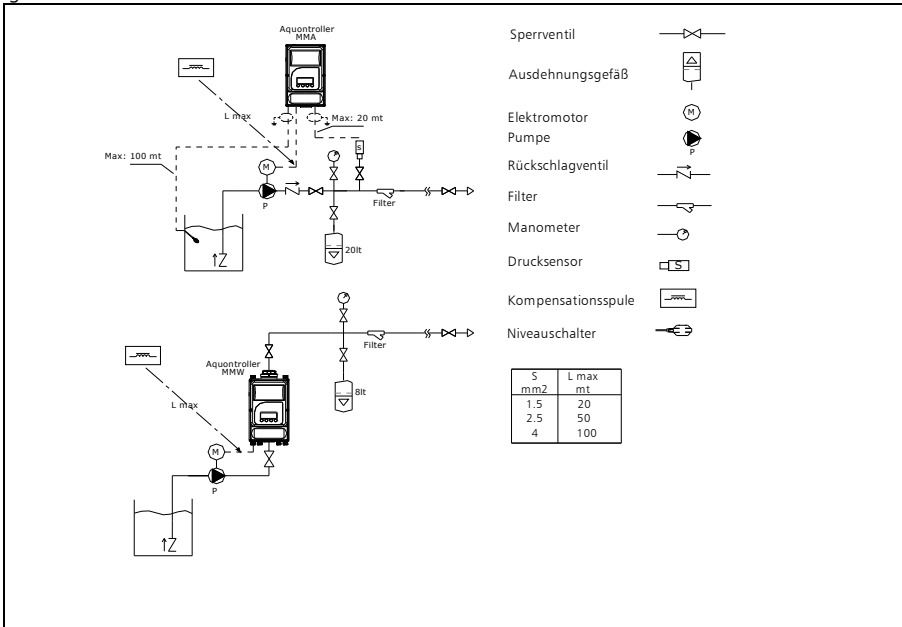 Aquontroller
MMA
L max
Max: 20 mt
S
M
Max: 100 mt
P
Filter
20lt
Aquontroller
MMW
Filter
8lt
L max
M
P
Sperrventil
Ausdehnungsgefäß
Elektromotor
M
Pumpe
P
Rückschlagventil
Filter
Manometer
Drucksensor
S
Kompensationsspule
Niveauschalter
S L max
mm2 mt
1.5 20
2.5 50
4 100